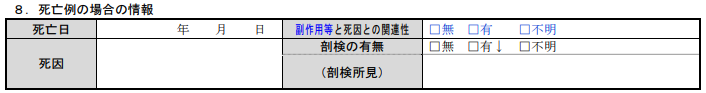 ８．死亡例の場合の情報
死亡日　年　月　日　副作用等と死因との関連性　□無　□有　□不明
死因　剖検の有無　□無　□有↓　□不明
（剖検所見）